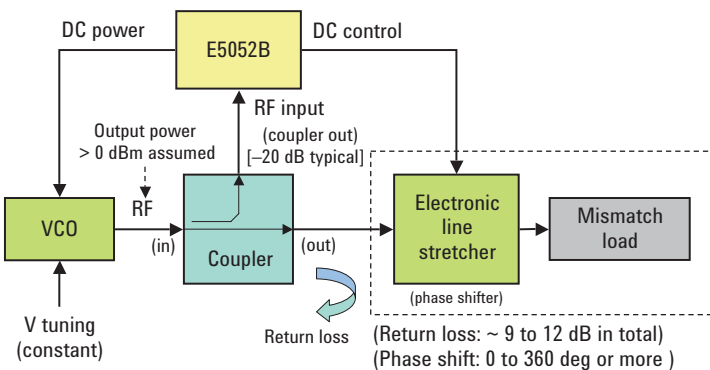 DC power
E5052B
DC control
RF input
(coupler out)
[–20 dB typical]
Output power
> 0 dBm assumed
RF
VCO
(in)
Coupler
(out)
Electronic
line
stretcher
Mismatch
load
(phase shifter)
V tuning
(constant)
Return loss
(Return loss: ~ 9 to 12 dB in total)
(Phase shift: 0 to 360 deg or more )